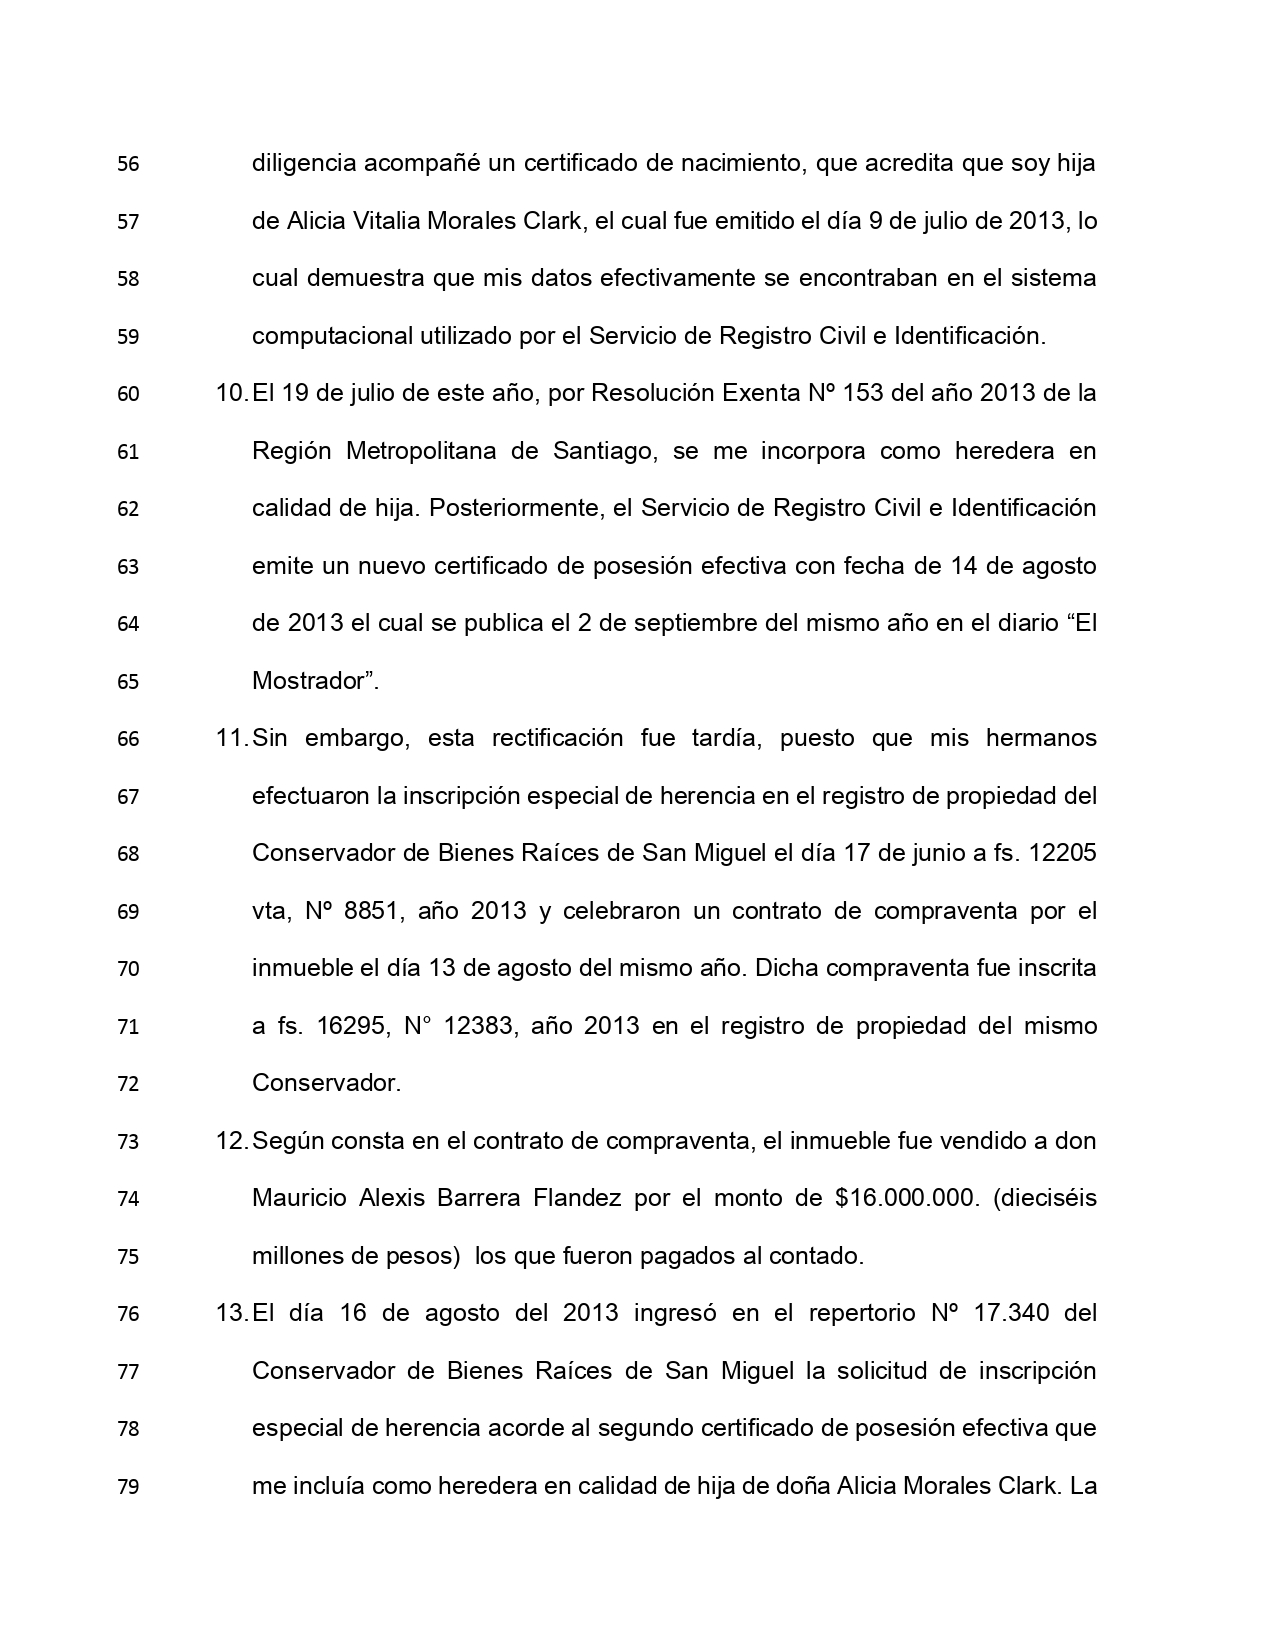 56 diligencia acompañé un certificado de nacimiento, que acredita que soy hija
57 de Alicia Vitalia Morales Clark, el cual fue emitido el día 9 de julio de 2013, lo
58 cual demuestra que mis datos efectivamente se encontraban en el sistema
59 computacional utilizado por el Servicio de Registro Civil e Identificación.
60 10. El 19 de julio de este año, por Resolución Exenta Nº 153 del año 2013 de la
61 Región Metropolitana de Santiago, se me incorpora como heredera en
62 calidad de hija. Posteriormente, el Servicio de Registro Civil e Identificación
63 emite un nuevo certificado de posesión efectiva con fecha de 14 de agosto
64 de 2013 el cual se publica el 2 de septiembre del mismo año en el diario “El
65 Mostrador”.
66 11. Sin embargo, esta rectificación fue tardía, puesto que mis hermanos
67 efectuaron la inscripción especial de herencia en el registro de propiedad del
68 Conservador de Bienes Raíces de San Miguel el día 17 de junio a fs. 12205
69 vta, Nº 8851, año 2013 y celebraron un contrato de compraventa por el
70 inmueble el día 13 de agosto del mismo año. Dicha compraventa fue inscrita
71 a fs. 16295, N° 12383, año 2013 en el registro de propiedad del mismo
72 Conservador.
73 12. Según consta en el contrato de compraventa, el inmueble fue vendido a don
74 Mauricio Alexis Barrera Flandez por el monto de $16.000.000. (dieciséis
75 millones de pesos)  los que fueron pagados al contado.
76 13. El día 16 de agosto del 2013 ingresó en el repertorio Nº 17.340 del
77 Conservador de Bienes Raíces de San Miguel la solicitud de inscripción
78 especial de herencia acorde al segundo certificado de posesión efectiva que
79 me incluía como heredera en calidad de hija de doña Alicia Morales Clark. La